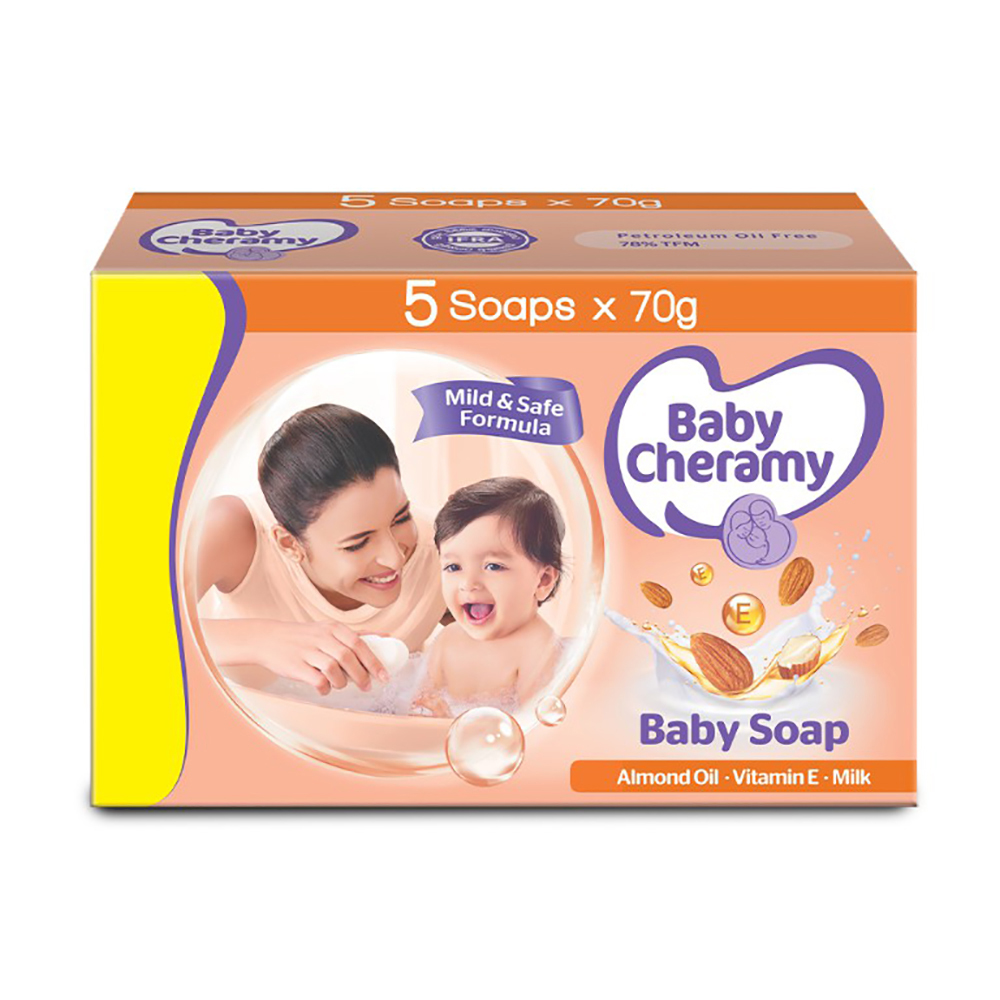 5 Soaps x 70g
Baby
Cheramy
IFRA
Petroleum Oil Free
78% TFM
5 Soaps x 70g
Mild & Safe
Formula
Baby
Cheramy
E
E
Baby Soap
Almond Oil · Vitamin E · Milk